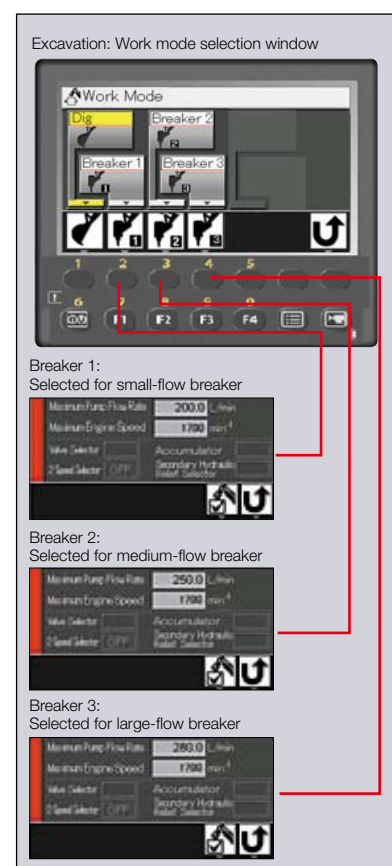 Excavation: Work mode selection window
Work Mode
Dig
Breaker 2
2
Breaker 1
Breaker 3
1
3
1
2
3
1 2 3 4 5
6 7 8 9 0
F1 F2 F3 F4
Breaker 1:
Selected for small-flow breaker
Maximum Pump Flow Rate 200.0 L/min
Maximum Engine Speed 1700 min-1
Valve Selector Accumulator
2 Speed Selector OFF Secondary Hydraulic
Relief Selector
Breaker 2:
Selected for medium-flow breaker
Maximum Pump Flow Rate 250.0 L/min
Maximum Engine Speed 1700 min-1
Valve Selector Accumulator
2 Speed Selector OFF Secondary Hydraulic
Relief Selector
Breaker 3:
Selected for large-flow breaker
Maximum Pump Flow Rate 280.0 L/min
Maximum Engine Speed 1700 min-1
Valve Selector Accumulator
2 Speed Selector OFF Secondary Hydraulic
Relief Selector